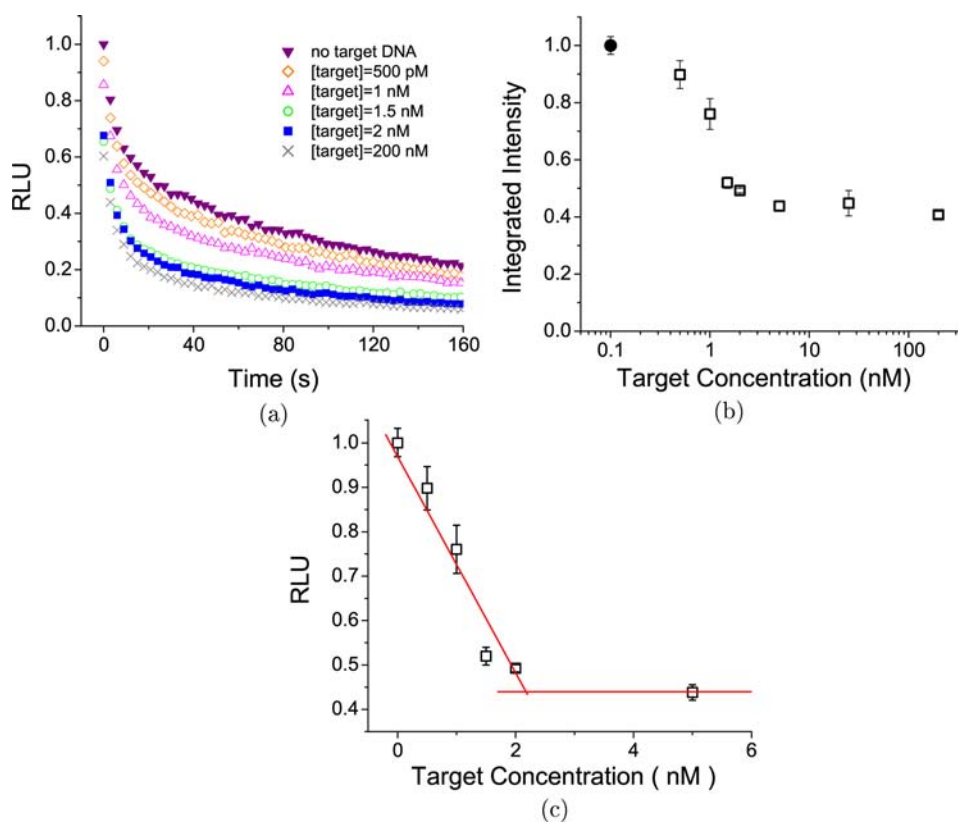 1.0
0.8
0.6
0.4
0.2
0.0
RLU
no target DNA
[target]=500 pM
[target]=1 nM
[target]=1.5 nM
[target]=2 nM
[target]=200 nM
0 40 80 120 160
Time (s)
(a)
1.0
0.8
0.6
0.4
0.2
0.0
Integrated Intensity
0.1 1 10 100
Target Concentration (nM)
(b)
1.0
0.9
0.8
0.7
0.6
0.5
0.4
RLU
0 2 4 6
Target Concentration ( nM )
(c)